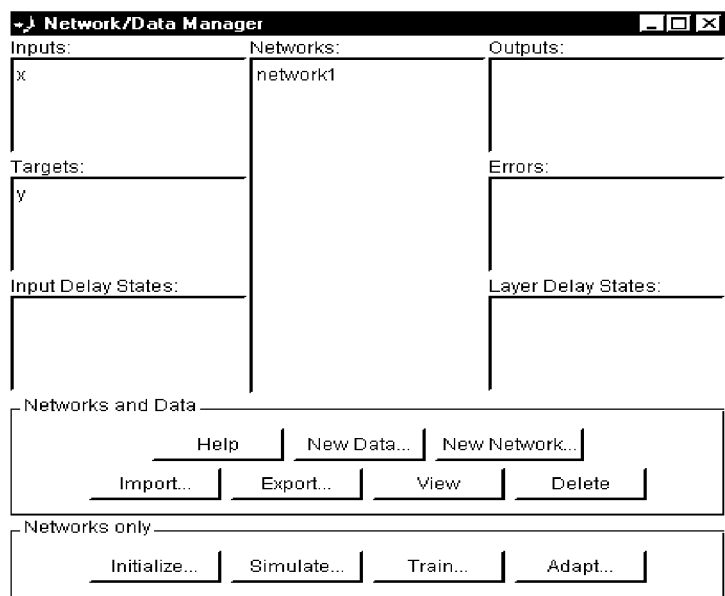 Network/Data Manager
Inputs: Networks: Outputs:
x network1
Targets: Errors:
y
Input Delay States: Layer Delay States:
Networks and Data
Help New Data... New Network...
Import... Export... View Delete
Networks only
Initialize... Simulate... Train... Adapt...